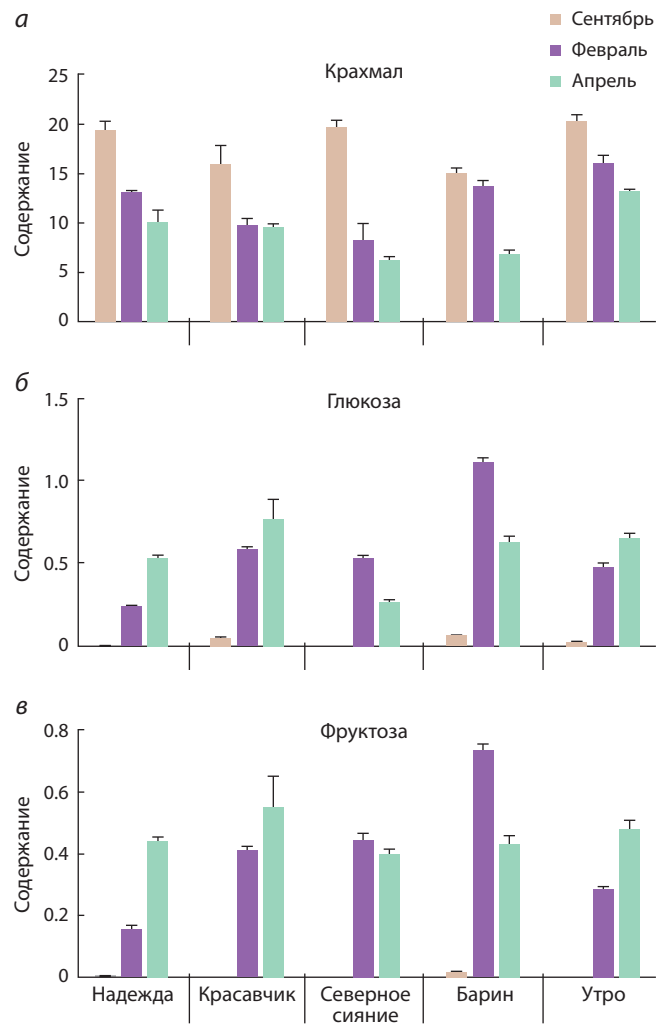 а
Сентябрь
Февраль
Апрель
Крахмал
Содержание
25
20
15
10
5
0
б
Глюкоза
Содержание
1.5
1.0
0.5
0
в
Фруктоза
Содержание
0.8
0.6
0.4
0.2
0
Надежда Красавчик Северное Барин Утро
сияние